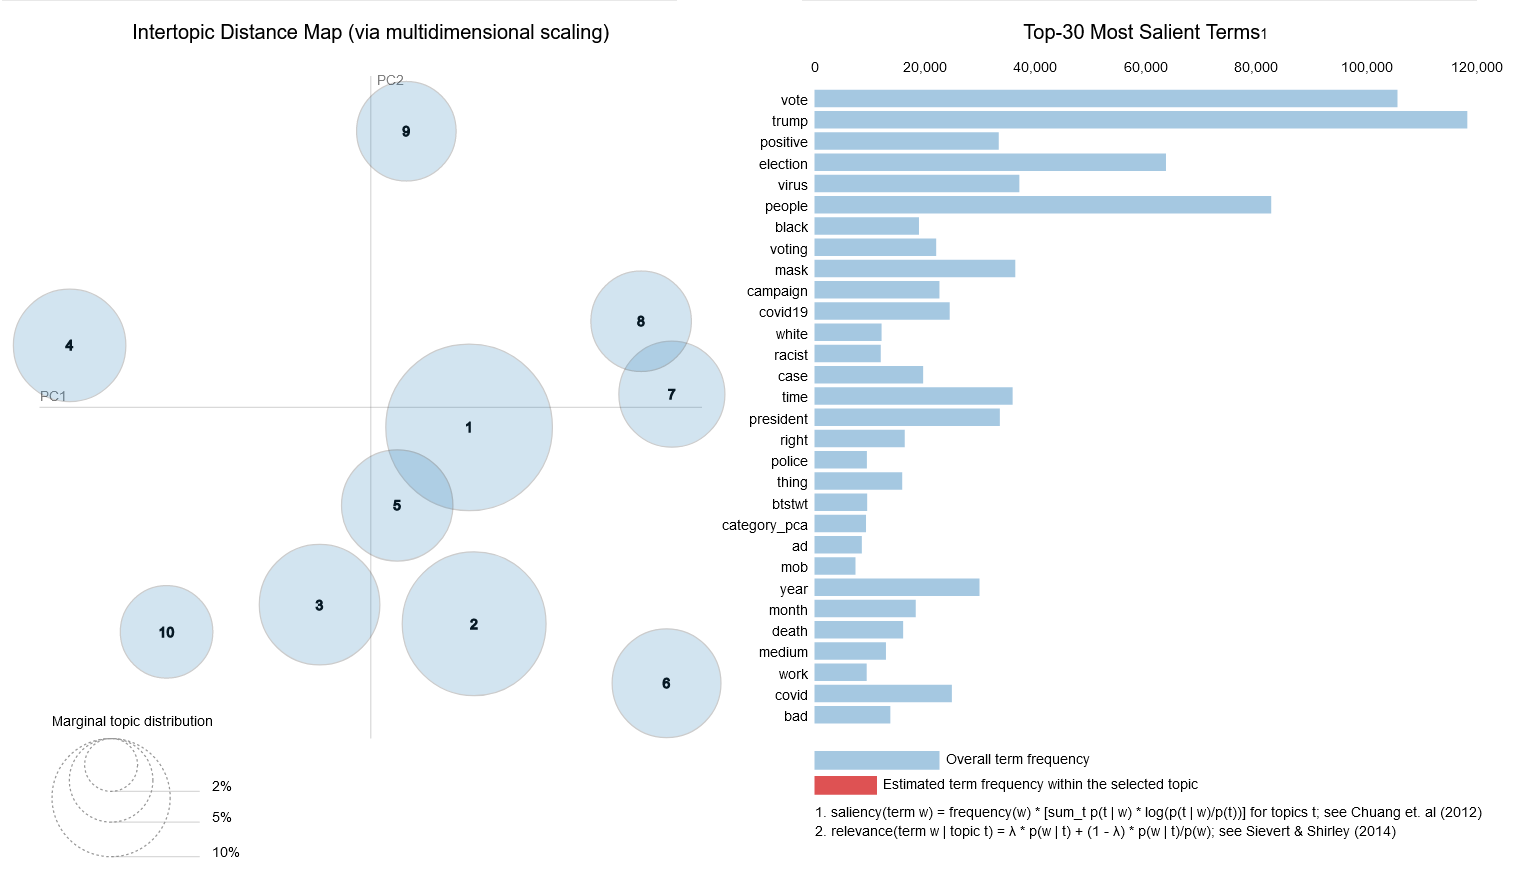 Intertopic Distance Map (via multidimensional scaling)
PC2
9
8
4
7
PC1
1
5
3
2
10
6
Marginal topic distribution
2%
5%
10%
Top-30 Most Salient Terms1
0 20,000 40,000 60,000 80,000 100,000 120,000
vote
trump
positive
election
virus
people
black
voting
mask
campaign
covid19
white
racist
case
time
president
right
police
thing
btstwt
category_pca
ad
mob
year
month
death
medium
work
covid
bad
Overall term frequency
Estimated term frequency within the selected topic
1. saliency(term w) = frequency(w) * [sum_t p(t | w) * log(p(t | w)/p(t))] for topics t; see Chuang et. al (2012)
2. relevance(term w | topic t) = λ * p(w | t) + (1 - λ) * p(w | t)/p(w); see Sievert & Shirley (2014)